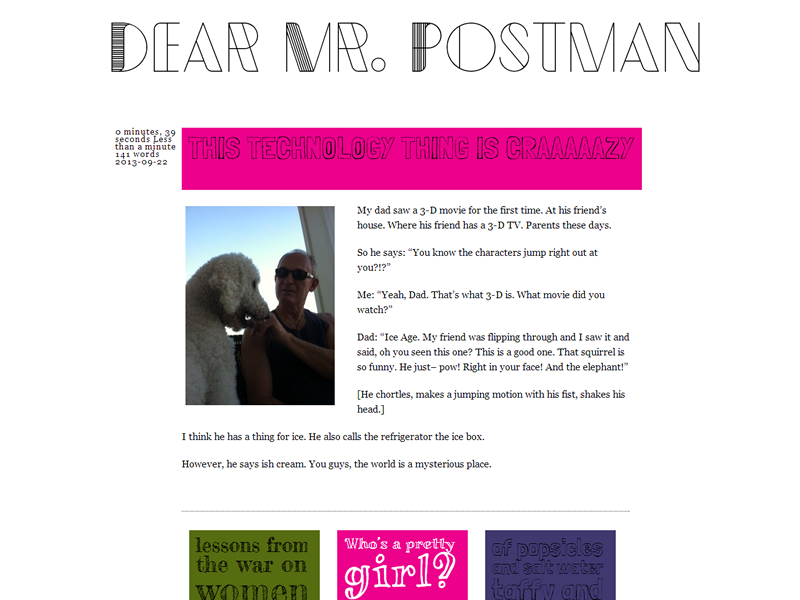 DEAR MR. POSTMAN
0 minutes, 39
seconds Less
than a minute
141 words
2013-09-22
THIS TECHNOLOGY THING IS CRAAAAAZY
My dad saw a 3-D movie for the first time. At his friend’s
house. Where his friend has a 3-D TV. Parents these days.
So he says: “You know the characters jump right out at
you?!?”
Me: “Yeah, Dad. That’s what 3-D is. What movie did you
watch?”
Dad: “Ice Age. My friend was flipping through and I saw it and
said, oh you seen this one? This is a good one. That squirrel is
so funny. He just– pow! Right in your face! And the elephant!”
[He chortles, makes a jumping motion with his fist, shakes his
head.]
I think he has a thing for ice. He also calls the refrigerator the ice box.
However, he says ish cream. You guys, the world is a mysterious place.
lessons from
the war on
women
Who's a pretty
girl?
of popsicles
and salt water
taffy and